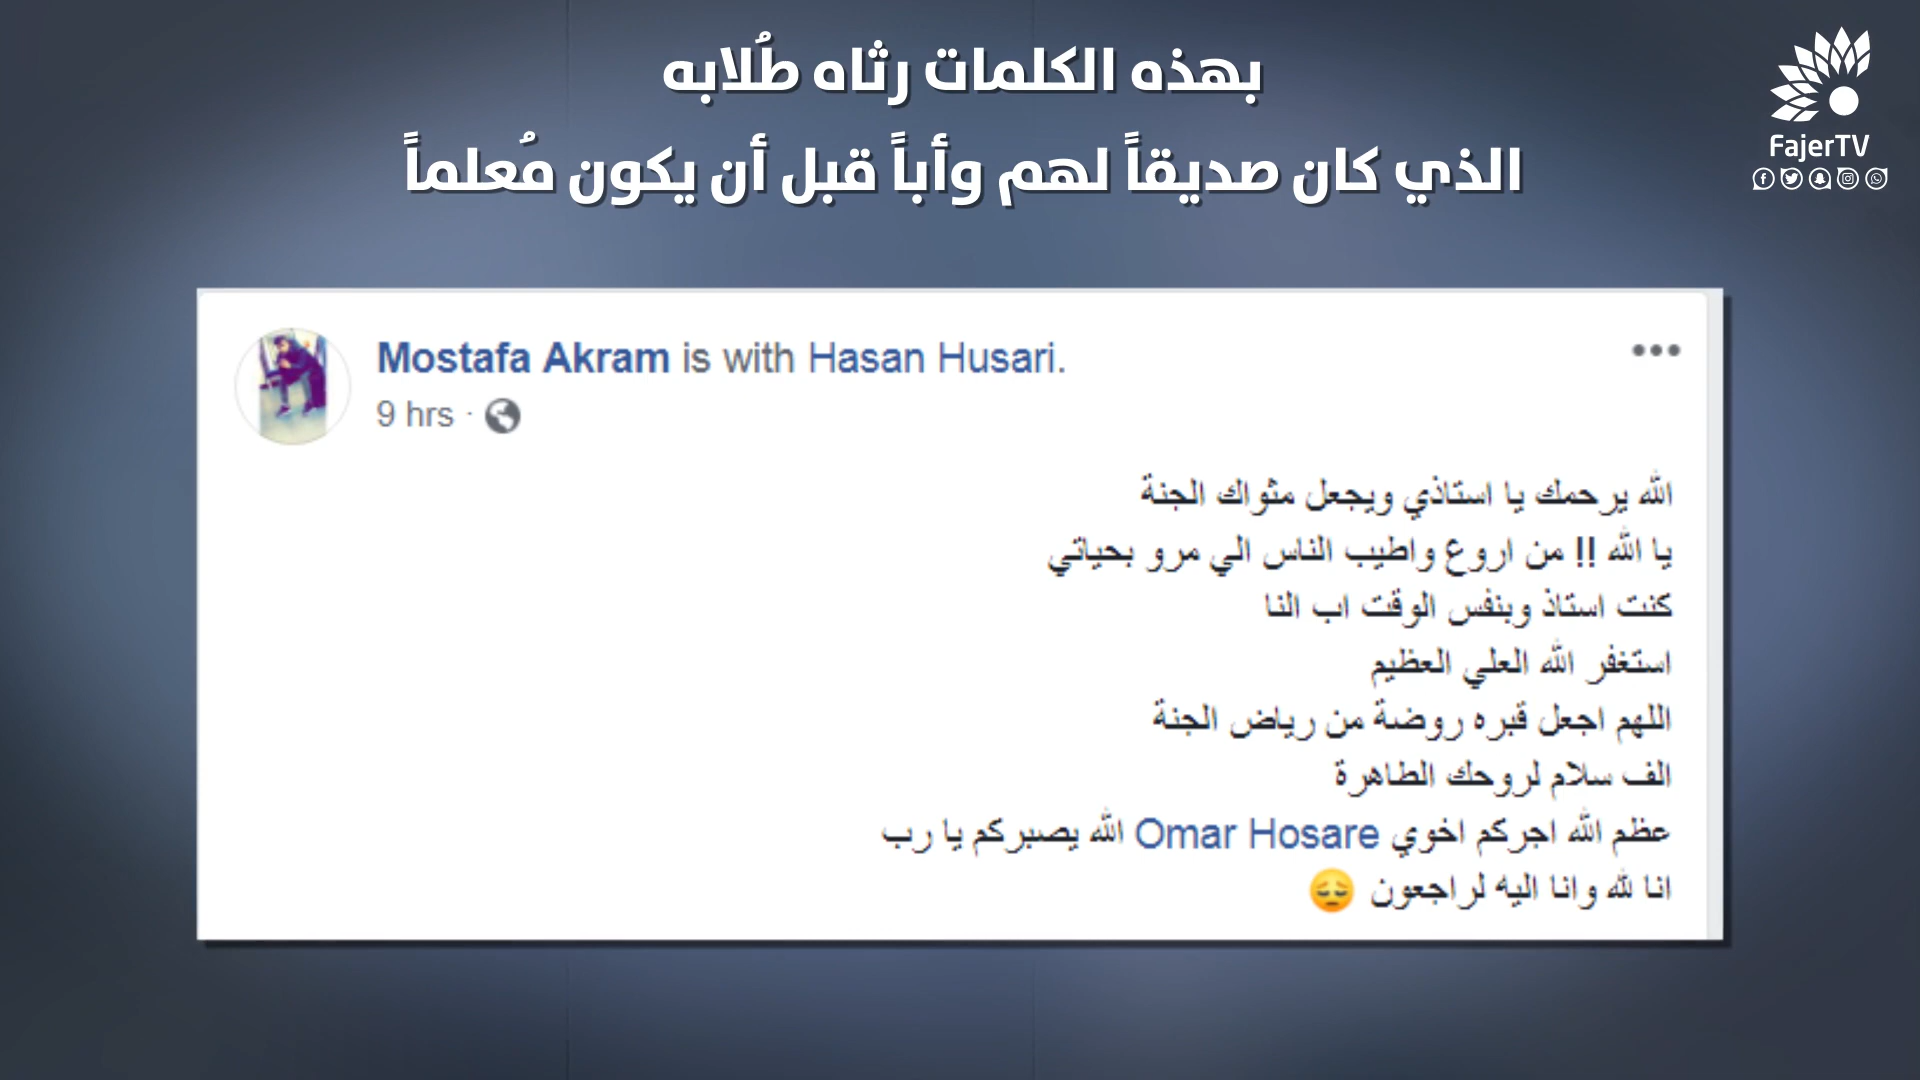 بهذه الكلمات رثاه طُلابه
الذي كان صديقاً لهم وأباً قبل أن يكون مُعلماً
FajerTV
Mostafa Akram is with Hasan Husari.
9 hrs ·
الله يرحمك يا استاذي ويجعل مثواك الجنة
يا الله !! من اروع واطيب الناس الي مرو بحياتي
كنت استاذ وبنفس الوقت اب النا
استغفر الله العلي العظيم
اللهم اجعل قبره روضة من رياض الجنة
الف سلام لروحك الطاهرة
عظم الله اجركم اخوي Omar Hosare الله يصبركم يا رب
انا لله وانا اليه لراجعون 😔